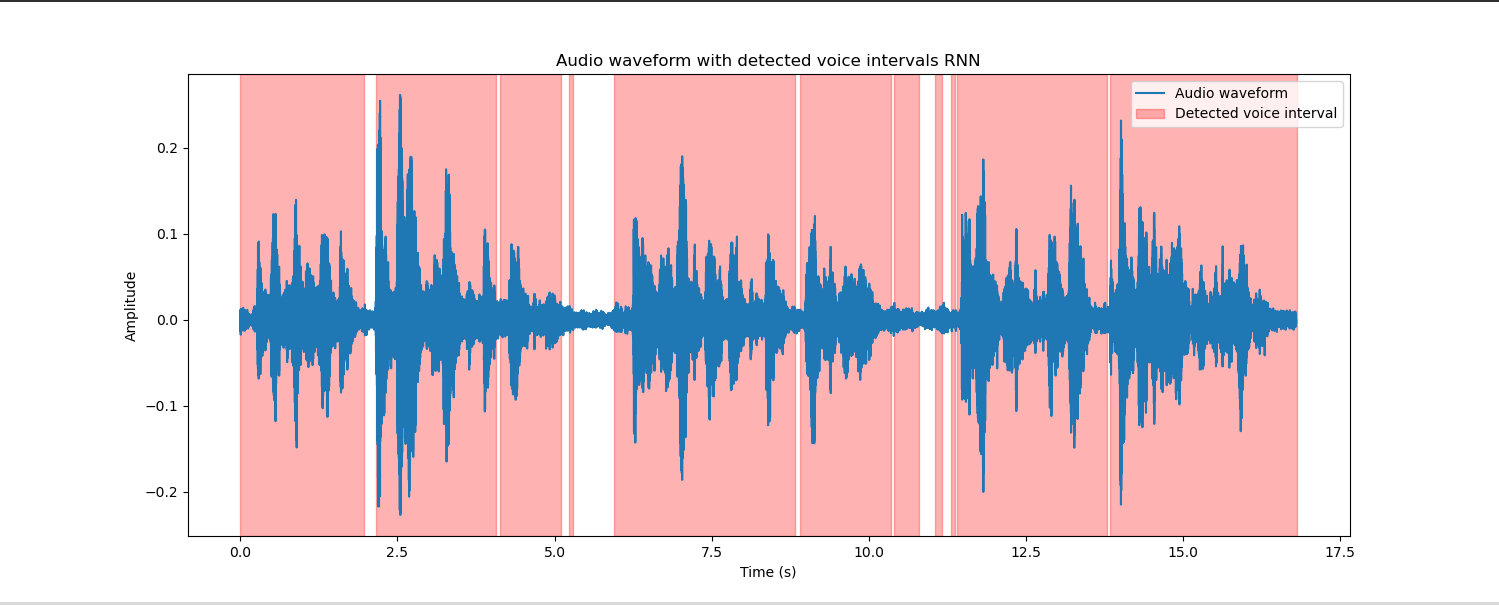 Audio waveform with detected voice intervals RNN
Audio waveform
Detected voice interval
0.2
0.1
0.0
−0.1
−0.2
Amplitude
0.0 2.5 5.0 7.5 10.0 12.5 15.0 17.5
Time (s)